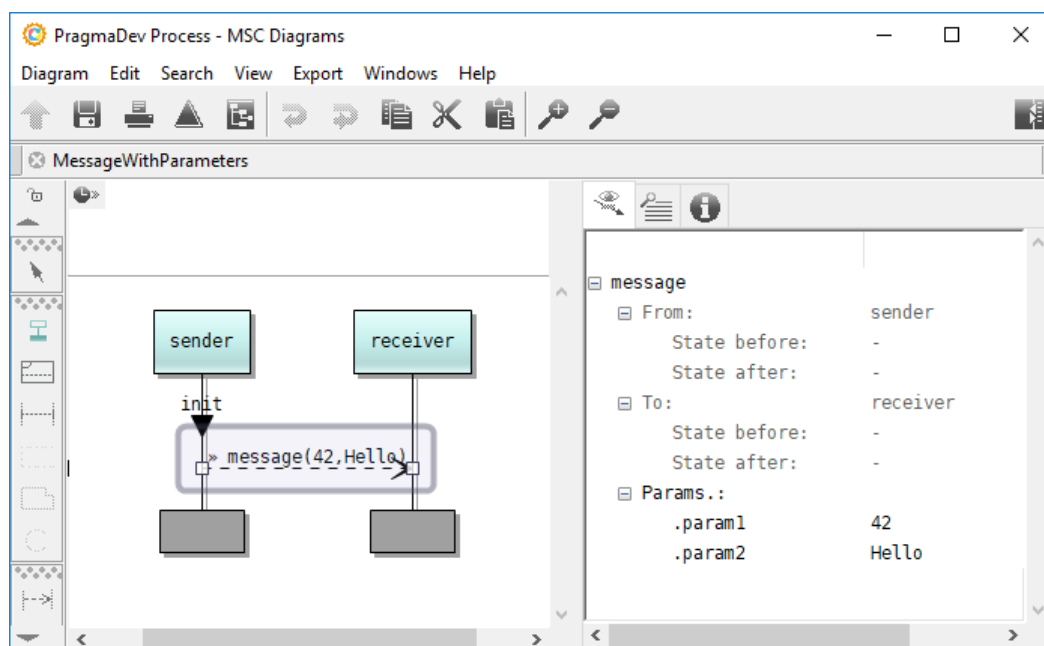 PragmaDev Process - MSC Diagrams
Diagram Edit Search View Export Windows Help
MessageWithParameters
sender
receiver
init
» message(42,Hello)
message
From: sender
State before: -
State after: -
To: receiver
State before: -
State after: -
Params.:
.param1 42
.param2 Hello